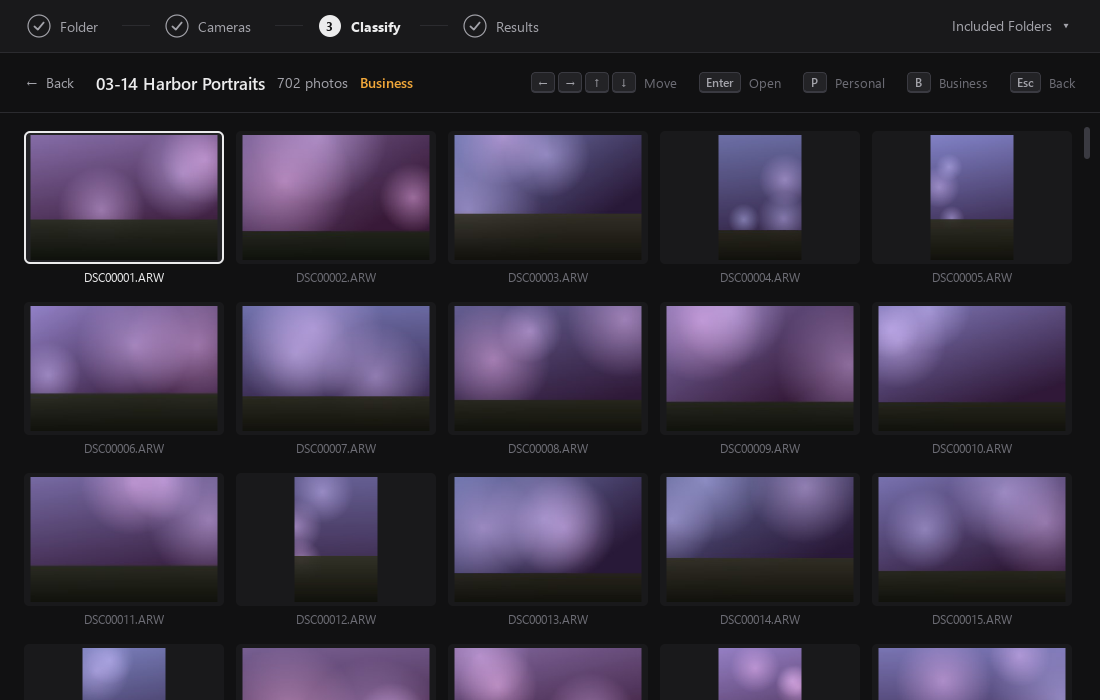 Folder
Cameras
3 Classify
Results
Included Folders ▾
← Back
03-14 Harbor Portraits 702 photos Business
← → ↑ ↓ Move
Enter Open
P Personal
B Business
Esc Back
DSC00001.ARW
DSC00002.ARW
DSC00003.ARW
DSC00004.ARW
DSC00005.ARW
DSC00006.ARW
DSC00007.ARW
DSC00008.ARW
DSC00009.ARW
DSC00010.ARW
DSC00011.ARW
DSC00012.ARW
DSC00013.ARW
DSC00014.ARW
DSC00015.ARW